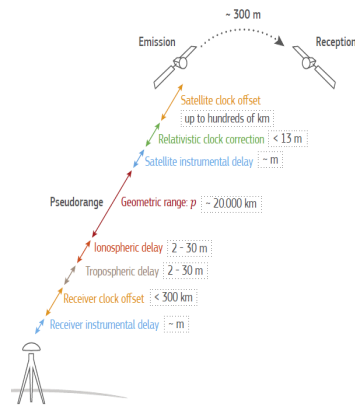 ~ 300 m
Emission
Reception
Satellite clock offset
up to hundreds of km
Relativistic clock correction < 13 m
Satellite instrumental delay ~ m
Pseudorange Geometric range: p ~ 20.000 km
Ionospheric delay 2 - 30 m
Tropospheric delay 2 - 30 m
Receiver clock offset < 300 km
Receiver instrumental delay ~ m